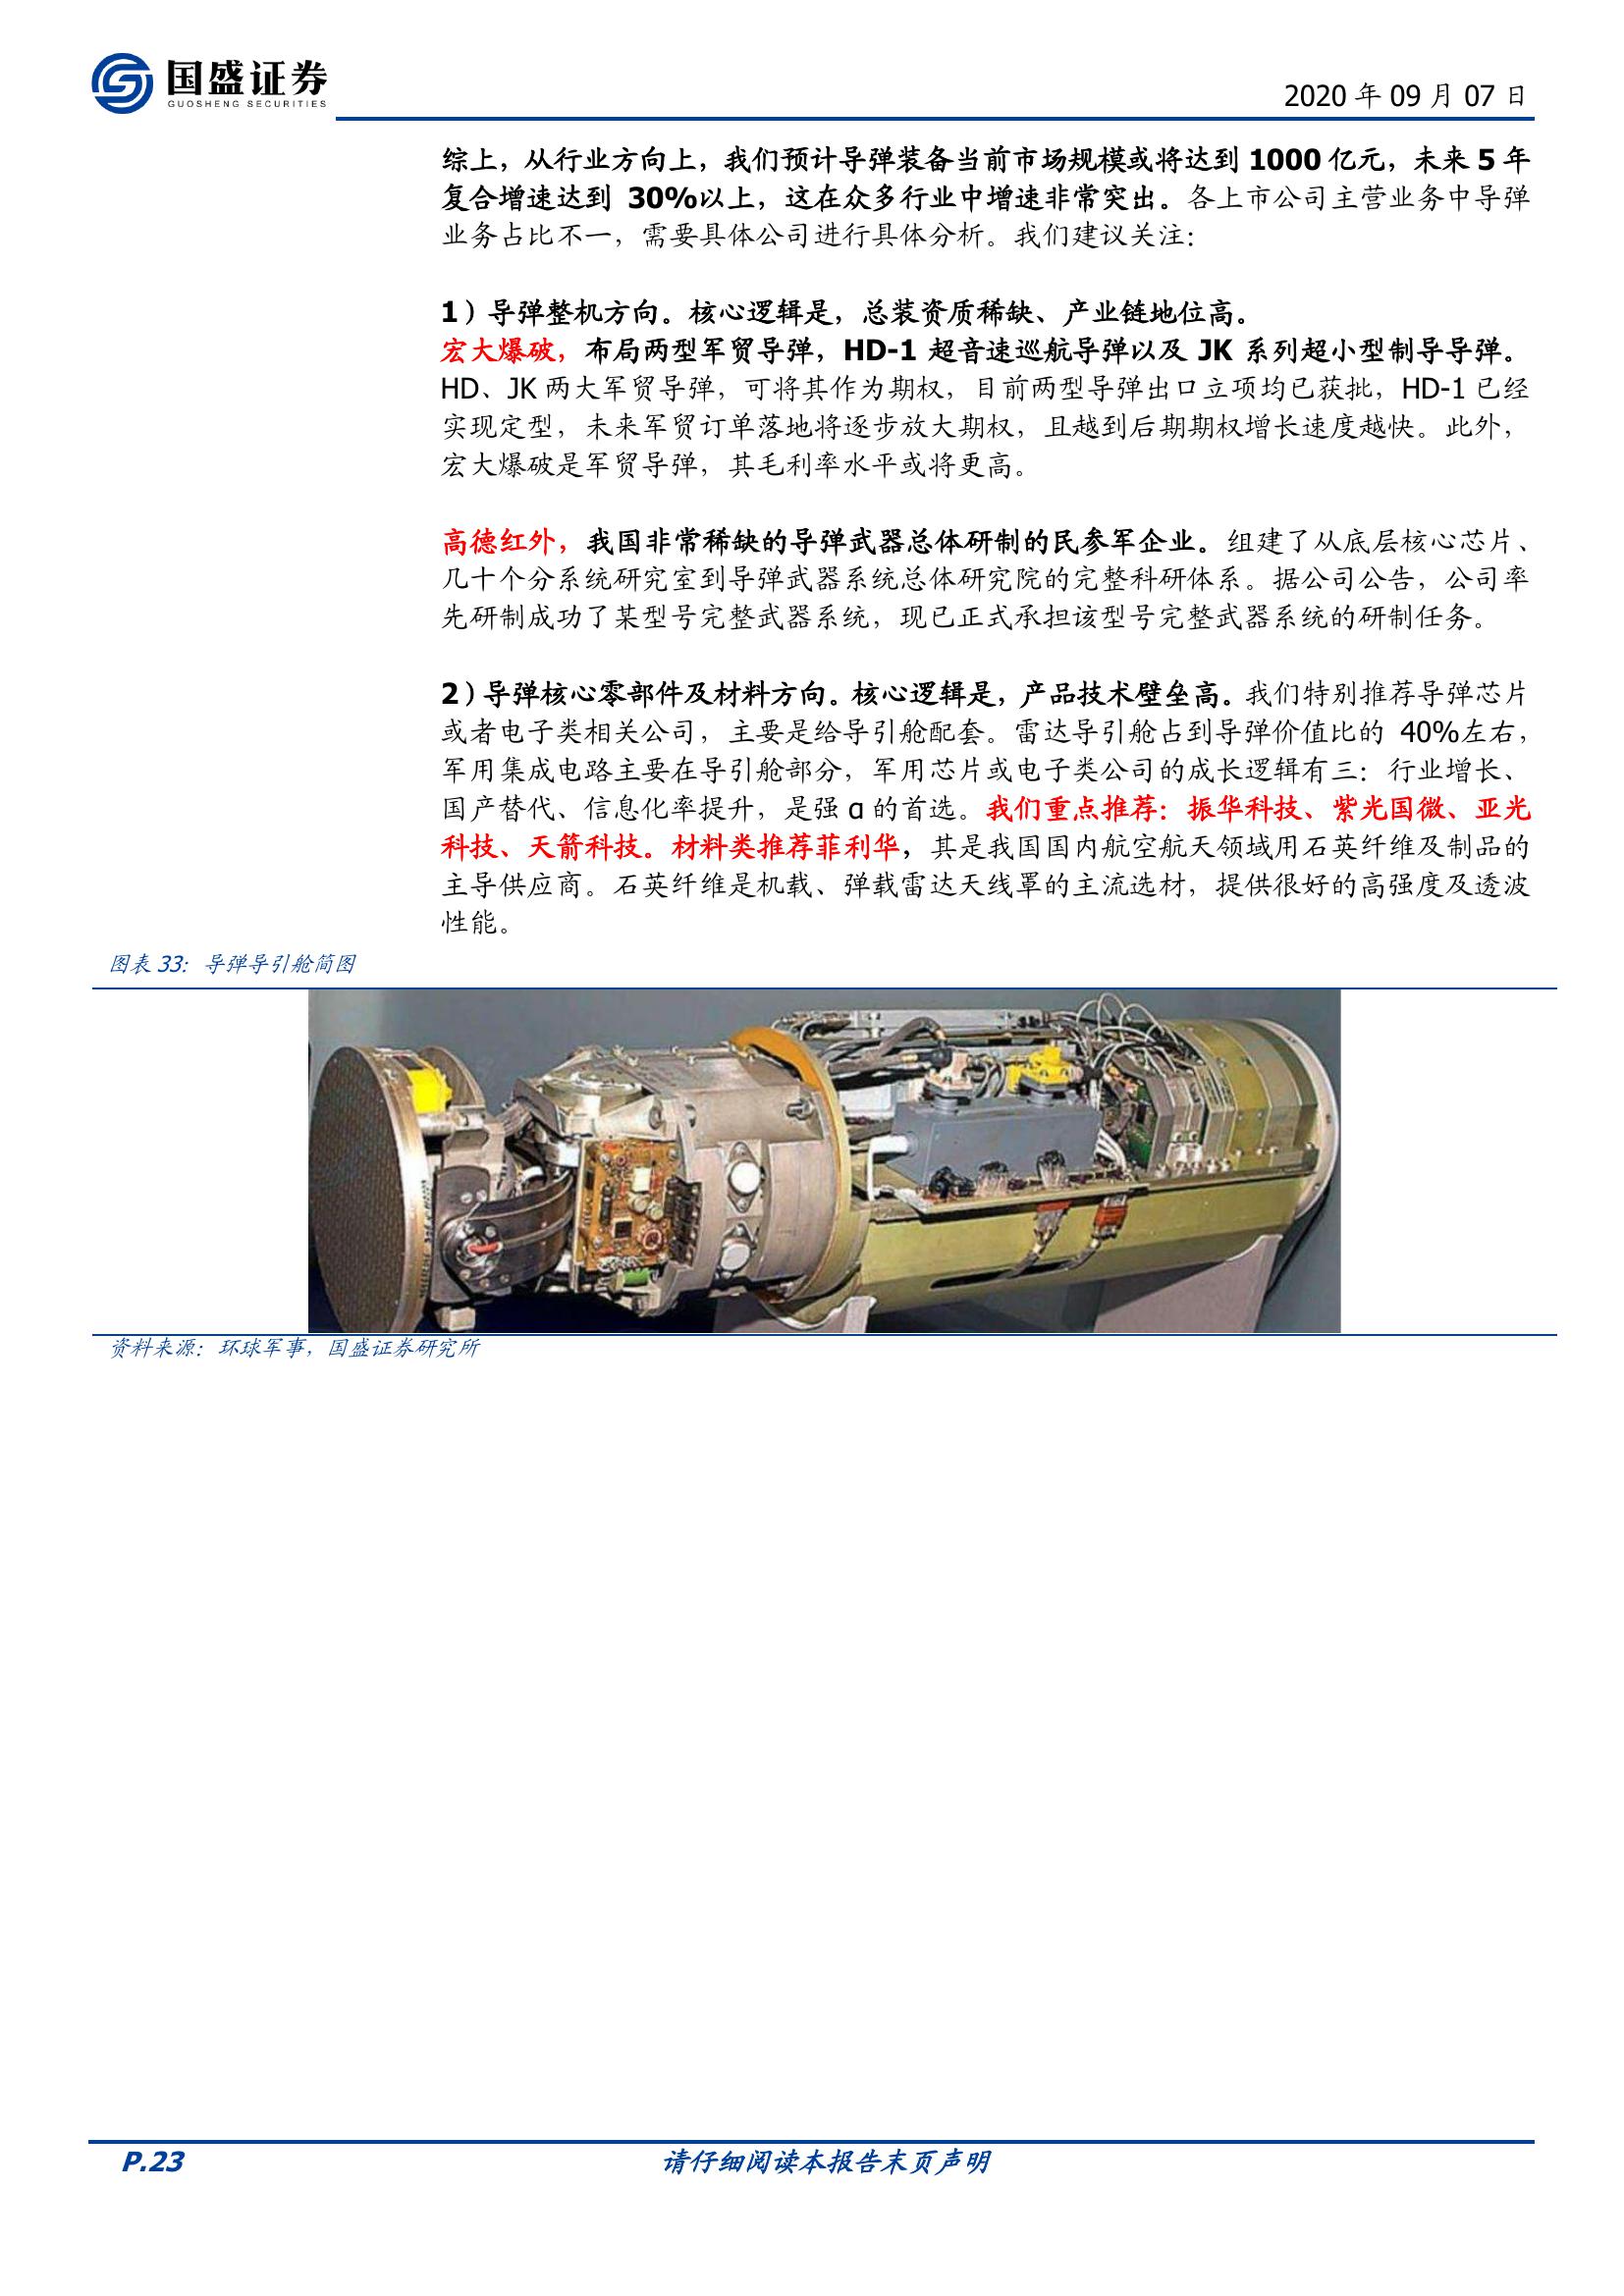 国盛证券
GUOSHENG SECURITIES
2020 年 09 月 07 日
综上，从行业方向上，我们预计导弹装备当前市场规模或将达到 1000 亿元，未来 5 年
复合增速达到 30%以上，这在众多行业中增速非常突出。各上市公司主营业务中导弹
业务占比不一，需要具体公司进行具体分析。我们建议关注：
1）导弹整机方向。核心逻辑是，总装资质稀缺、产业链地位高。
宏大爆破，布局两型军贸导弹，HD-1 超音速巡航导弹以及 JK 系列超小型制导导弹。
HD、JK 两大军贸导弹，可将其作为期权，目前两型导弹出口立项均已获批，HD-1 已经
实现定型，未来军贸订单落地将逐步放大期权，且越到后期期权增长速度越快。此外，
宏大爆破是军贸导弹，其毛利率水平或将更高。
高德红外，我国非常稀缺的导弹武器总体研制的民参军企业。组建了从底层核心芯片、
几十个分系统研究室到导弹武器系统总体研究院的完整科研体系。据公司公告，公司率
先研制成功了某型号完整武器系统，现已正式承担该型号完整武器系统的研制任务。
2）导弹核心零部件及材料方向。核心逻辑是，产品技术壁垒高。我们特别推荐导弹芯片
或者电子类相关公司，主要是给导引舱配套。雷达导引舱占到导弹价值比的 40%左右，
军用集成电路主要在导引舱部分，军用芯片或电子类公司的成长逻辑有三：行业增长、
国产替代、信息化率提升，是强 α 的首选。我们重点推荐：振华科技、紫光国微、亚光
科技、天箭科技。材料类推荐菲利华，其是我国国内航空航天领域用石英纤维及制品的
主导供应商。石英纤维是机载、弹载雷达天线罩的主流选材，提供很好的高强度及透波
性能。
图表 33：导弹导引舱简图
资料来源：环球军事，国盛证券研究所
P.23
请仔细阅读本报告末页声明